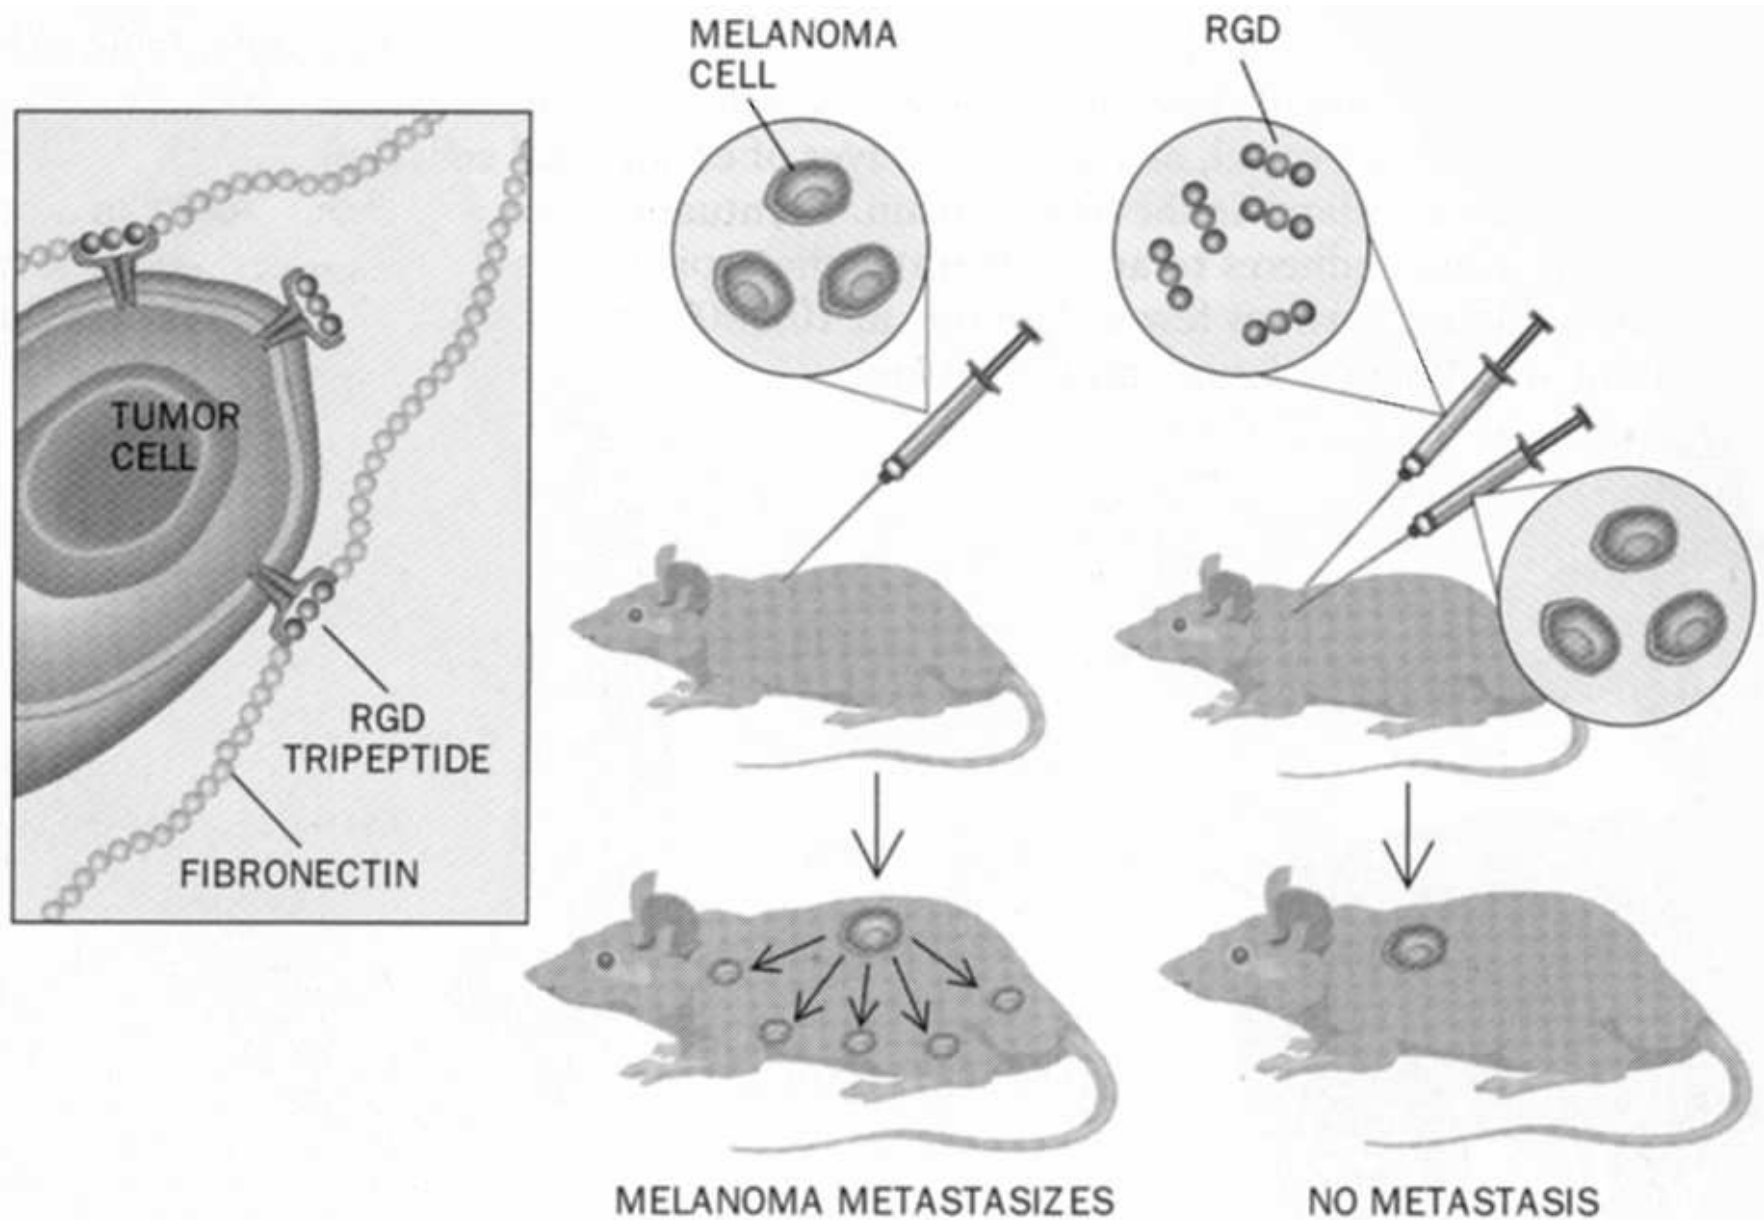 MELANOMA
CELL
RGD
TUMOR
CELL
RGD
TRIPEPTIDE
FIBRONECTIN
MELANOMA METASTASIZES
NO METASTASIS